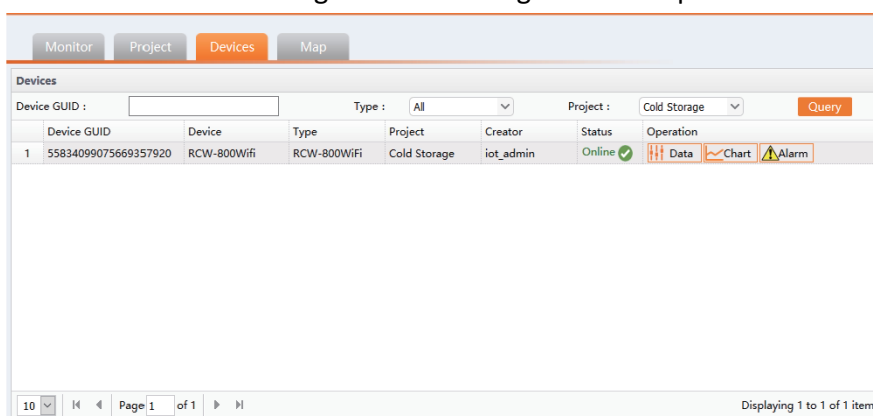 Monitor Project Devices Map
Devices
Device GUID : Type : All Project : Cold Storage Query
Device GUID Device Type Project Creator Status Operation
1 55834099075669357920 RCW-800Wifi RCW-800WiFi Cold Storage iot_admin Online Data Chart Alarm
10 Page 1 of 1 Displaying 1 to 1 of 1 item